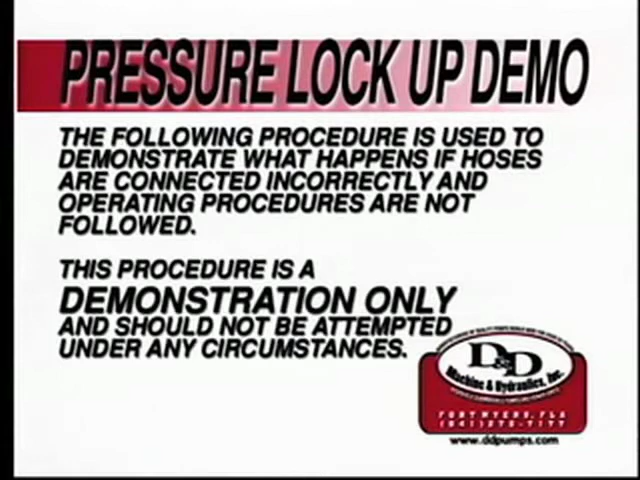 PRESSURE LOCK UP DEMO
THE FOLLOWING PROCEDURE IS USED TO
DEMONSTRATE WHAT HAPPENS IF HOSES
ARE CONNECTED INCORRECTLY AND
OPERATING PROCEDURES ARE NOT
FOLLOWED.
THIS PROCEDURE IS A
DEMONSTRATION ONLY
AND SHOULD NOT BE ATTEMPTED
UNDER ANY CIRCUMSTANCES.
D&D
Machine & Hydraulics, Inc.
FORT MYERS, FLA
www.ddpumps.com